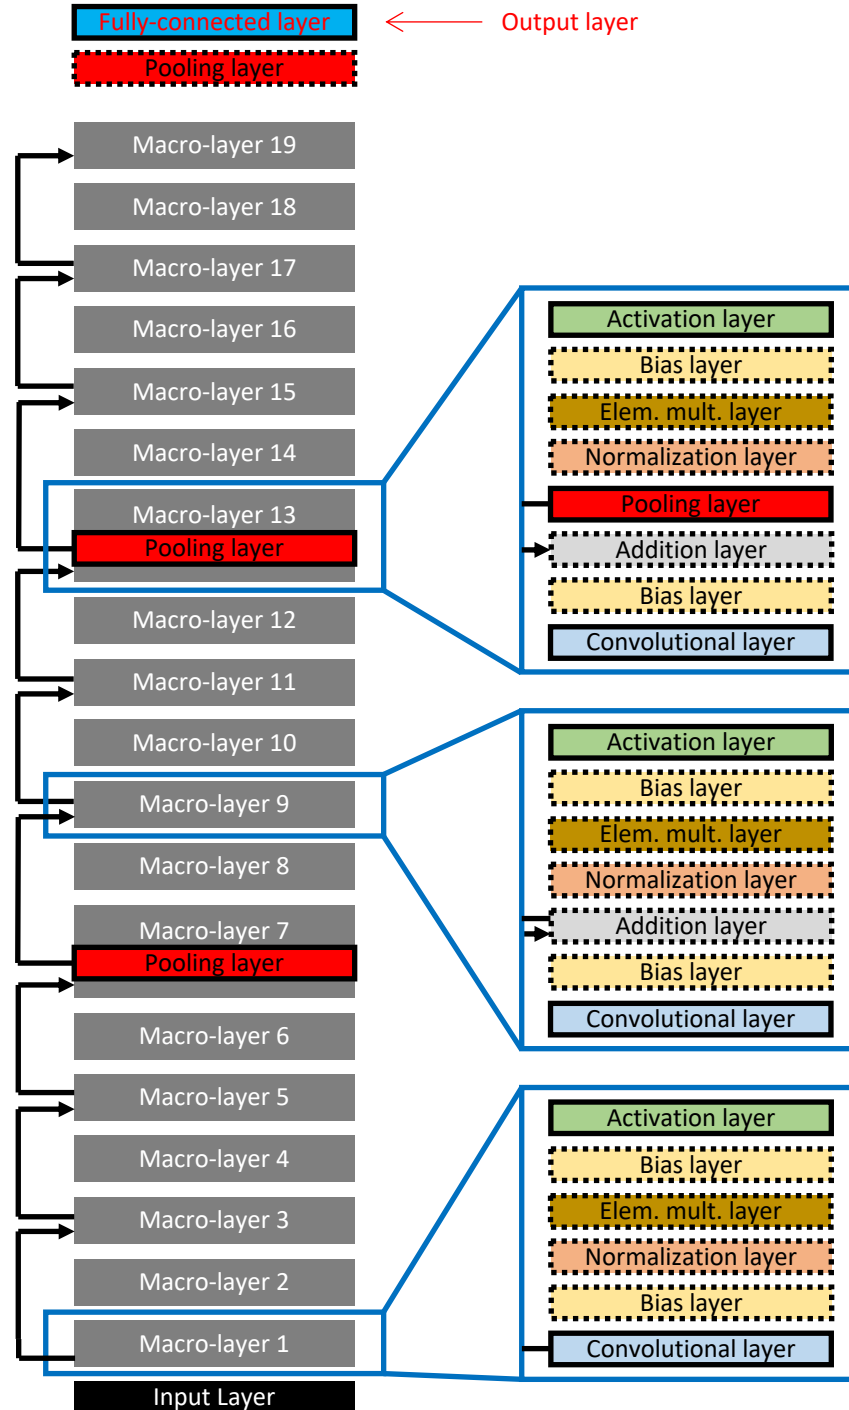 Fully-connected layer
Output layer
Pooling layer
Macro-layer 19
Macro-layer 18
Macro-layer 17
Macro-layer 16
Macro-layer 15
Macro-layer 14
Macro-layer 13
Pooling layer
Macro-layer 12
Macro-layer 11
Macro-layer 10
Macro-layer 9
Macro-layer 8
Macro-layer 7
Pooling layer
Macro-layer 6
Macro-layer 5
Macro-layer 4
Macro-layer 3
Macro-layer 2
Macro-layer 1
Input Layer
Activation layer
Bias layer
Elem. mult. layer
Normalization layer
Pooling layer
Addition layer
Bias layer
Convolutional layer
Activation layer
Bias layer
Elem. mult. layer
Normalization layer
Addition layer
Bias layer
Convolutional layer
Activation layer
Bias layer
Elem. mult. layer
Normalization layer
Bias layer
Convolutional layer